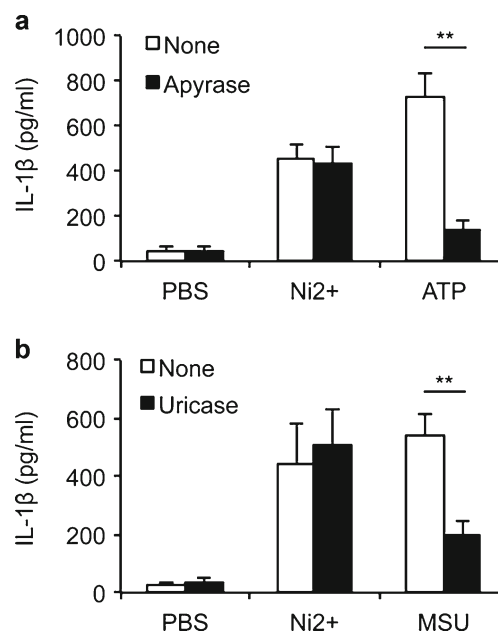 a
1000
800
600
400
200
0
IL-1β (pg/ml)
None
Apyrase
**
PBS Ni2+ ATP
b
800
600
400
200
0
IL-1β (pg/ml)
None
Uricase
**
PBS Ni2+ MSU